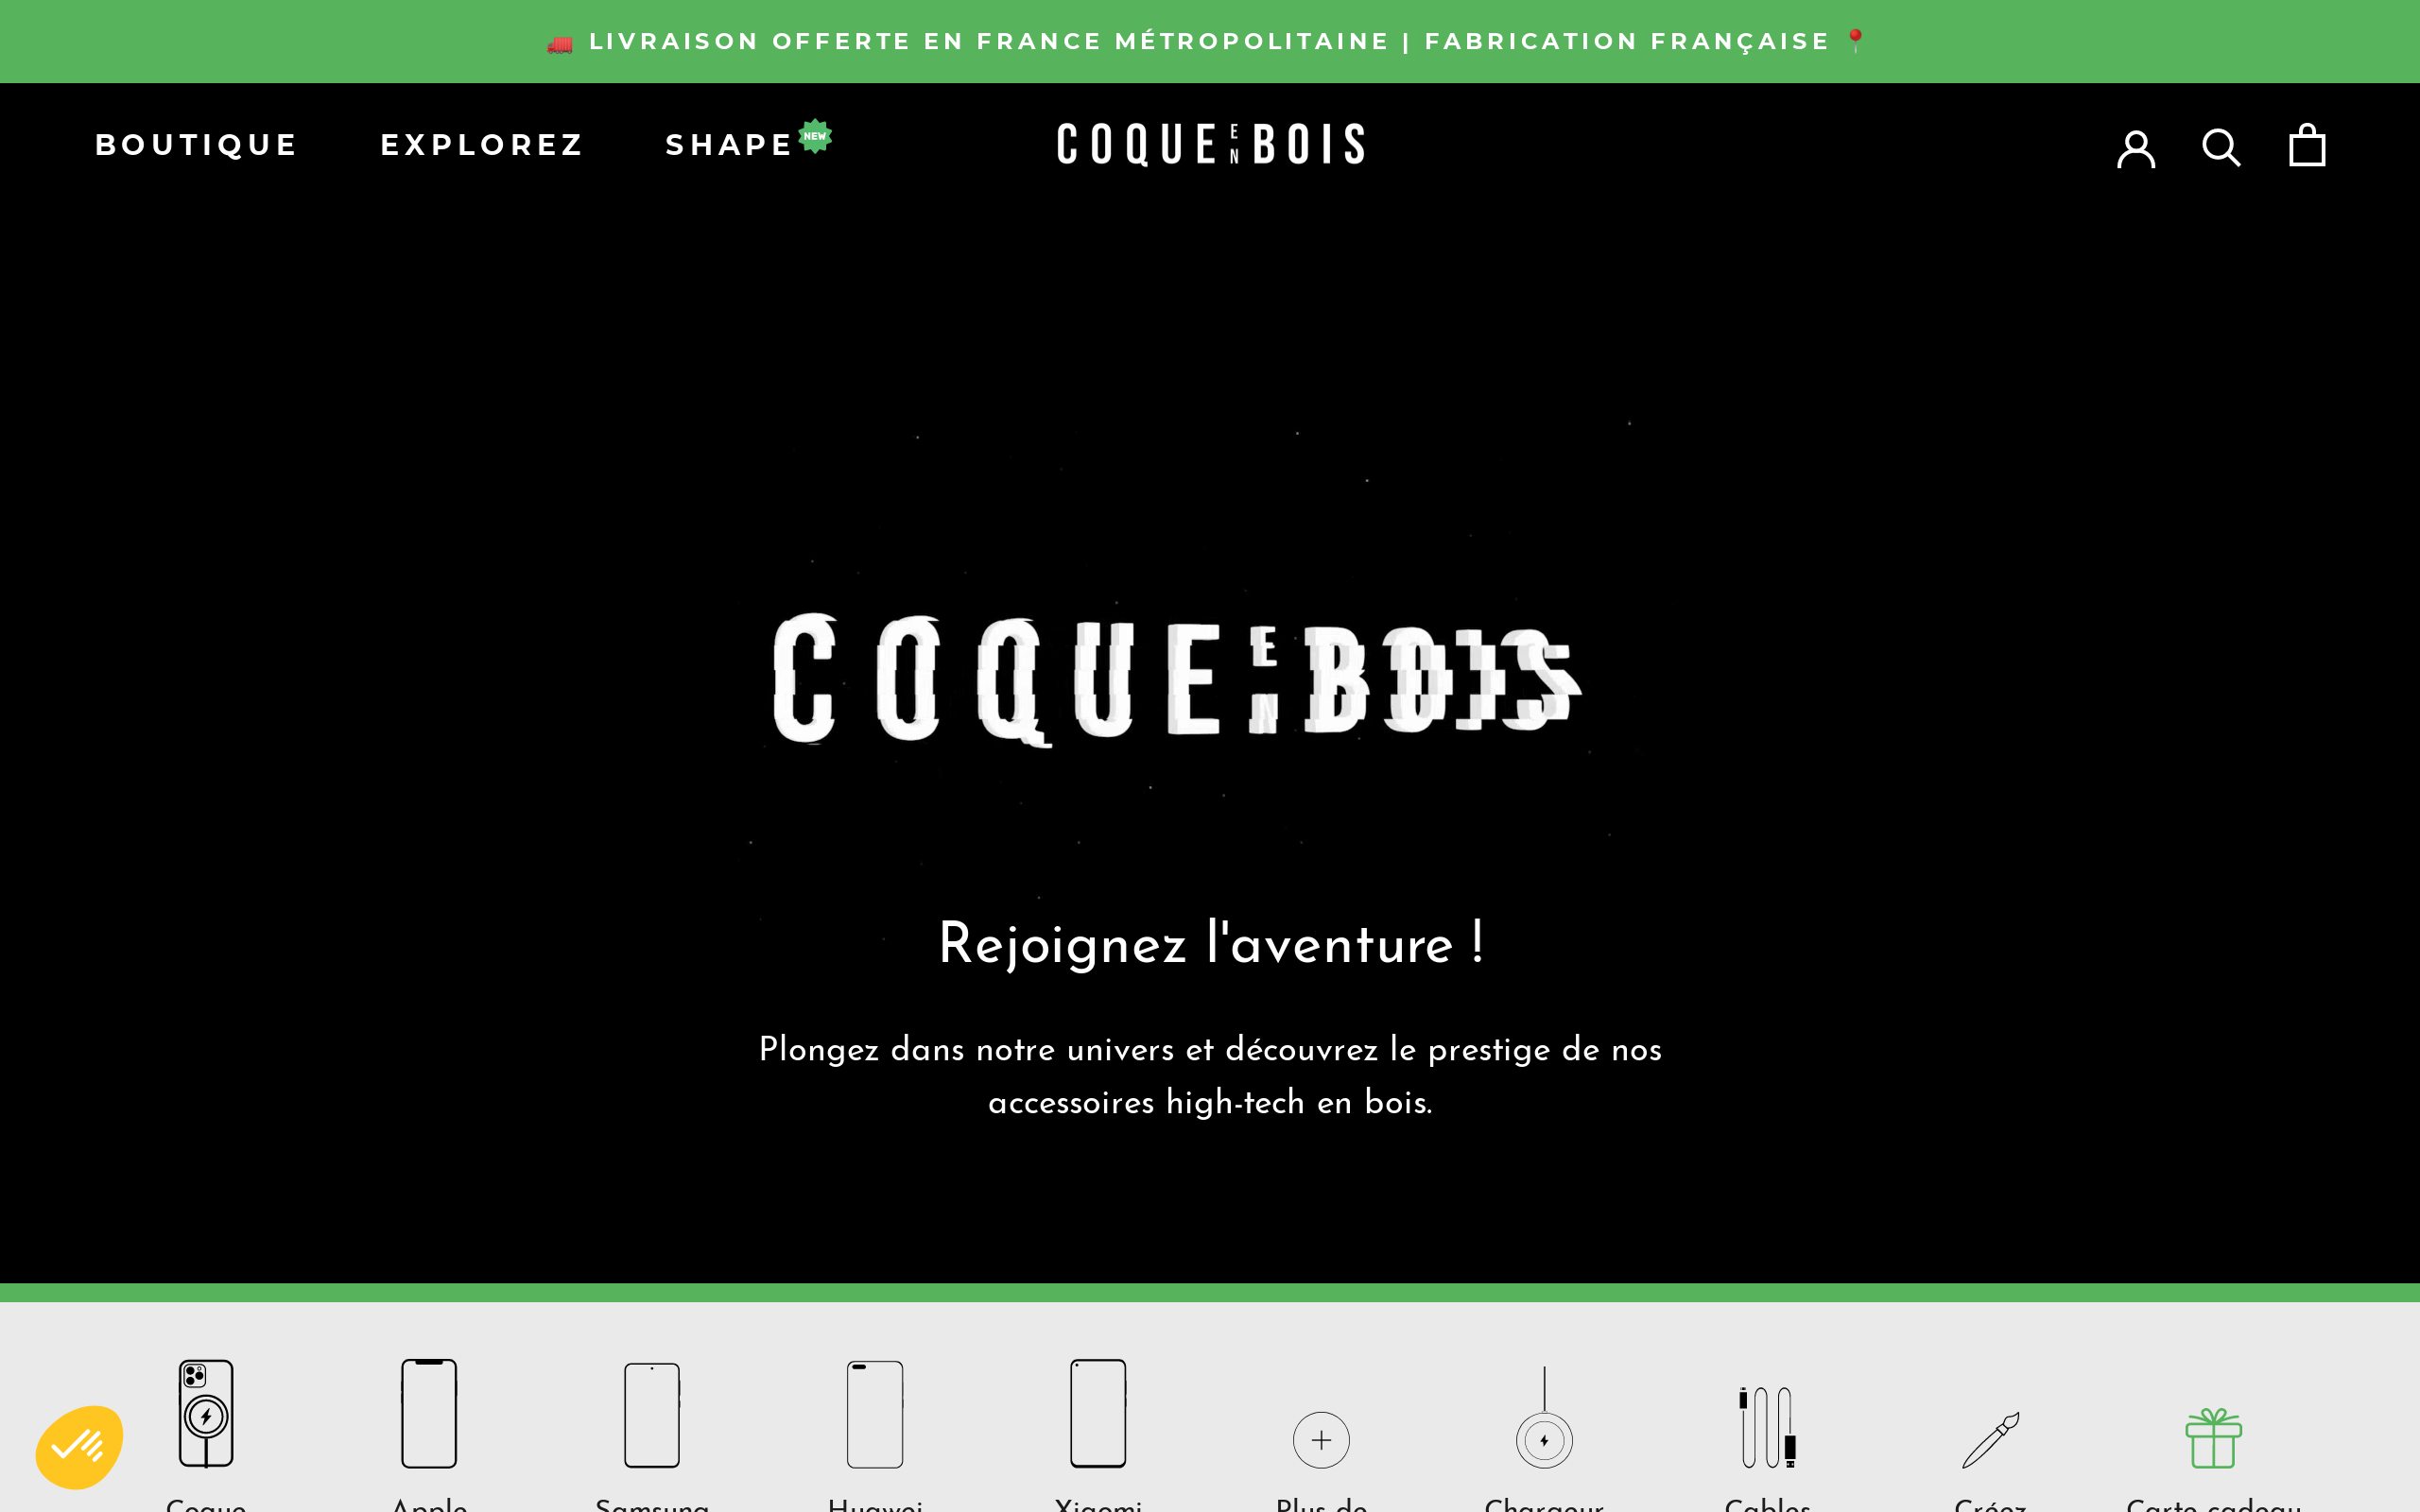 🚚 LIVRAISON OFFERTE EN FRANCE MÉTROPOLITAINE | FABRICATION FRANÇAISE 📍
BOUTIQUE EXPLOREZ SHAPE NEW COQUE EN BOIS
COQUE EN BOIS
Rejoignez l'aventure !
Plongez dans notre univers et découvrez le prestige de nos
accessoires high-tech en bois.
Coque Apple Samsung Huawei Xiaomi Plus de Chargeur Cables Créez Carte cadeau